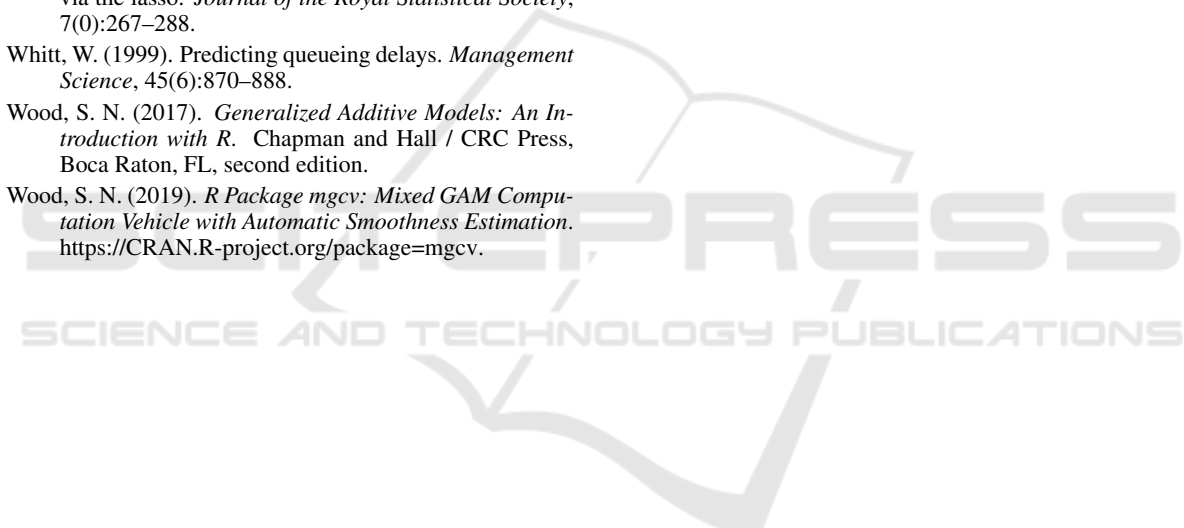 via the lasso. Journal of the Royal Statistical Society,
7(0):267–288.
Whitt, W. (1999). Predicting queueing delays. Management
Science, 45(6):870–888.
Wood, S. N. (2017). Generalized Additive Models: An In-
troduction with R. Chapman and Hall / CRC Press,
Boca Raton, FL, second edition.
Wood, S. N. (2019). R Package mgcv: Mixed GAM Compu-
tation Vehicle with Automatic Smoothness Estimation.
https://CRAN.R-project.org/package=mgcv.
SCITEPRESS
SCIENCE AND TECHNOLOGY PUBLICATIONS